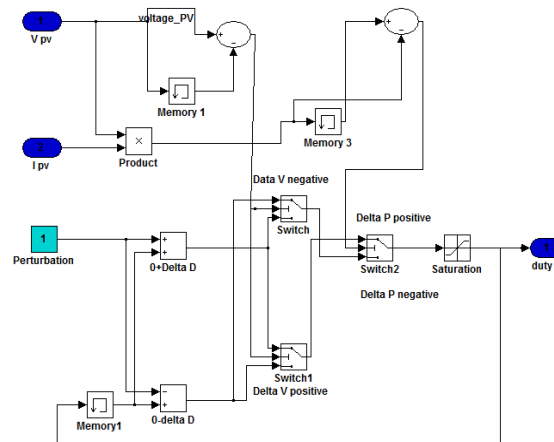 1
V pv
voltage_PV
Memory 1
2
I pv
Product
Memory 3
Data V negative
Switch
Delta P positive
1
Perturbation
0+Delta D
Switch2
Saturation
duty
Delta P negative
Switch1
Delta V positive
Memory1
0-delta D